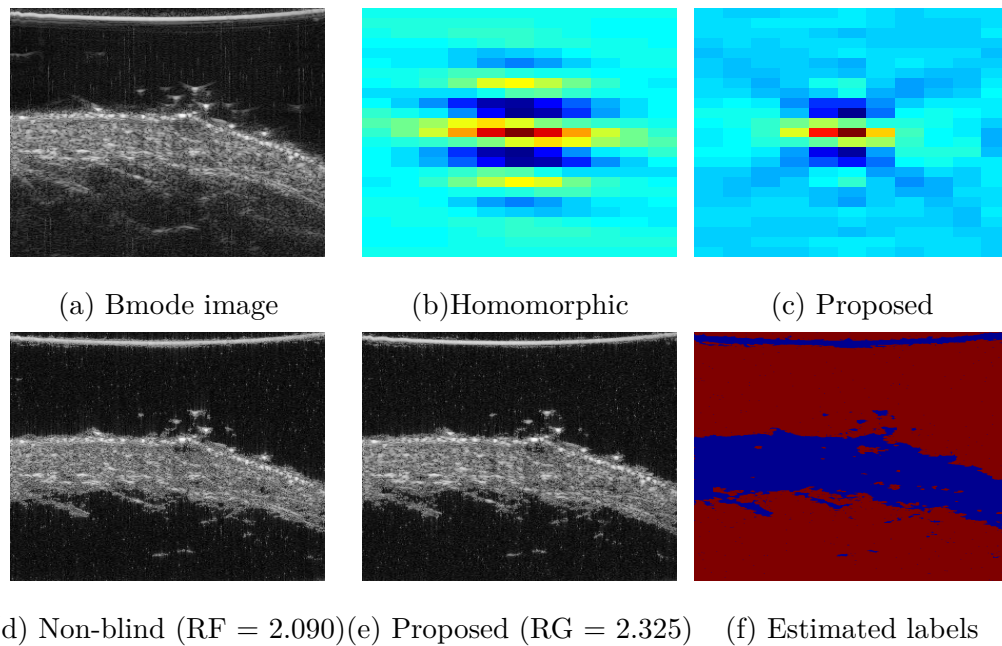 (a) Bmode image
(b)Homomorphic
(c) Proposed
d) Non-blind (RF = 2.090)
(e) Proposed (RG = 2.325)
(f) Estimated labels